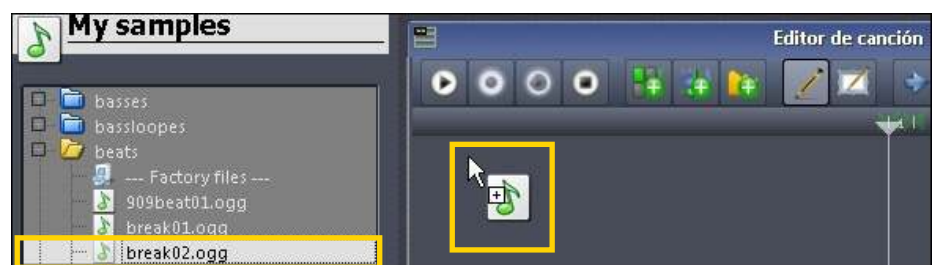 My samples
Editor de canción
basses
bassloopes
beats
--- Factory files ---
909beat01.ogg
break01.ogg
break02.ogg